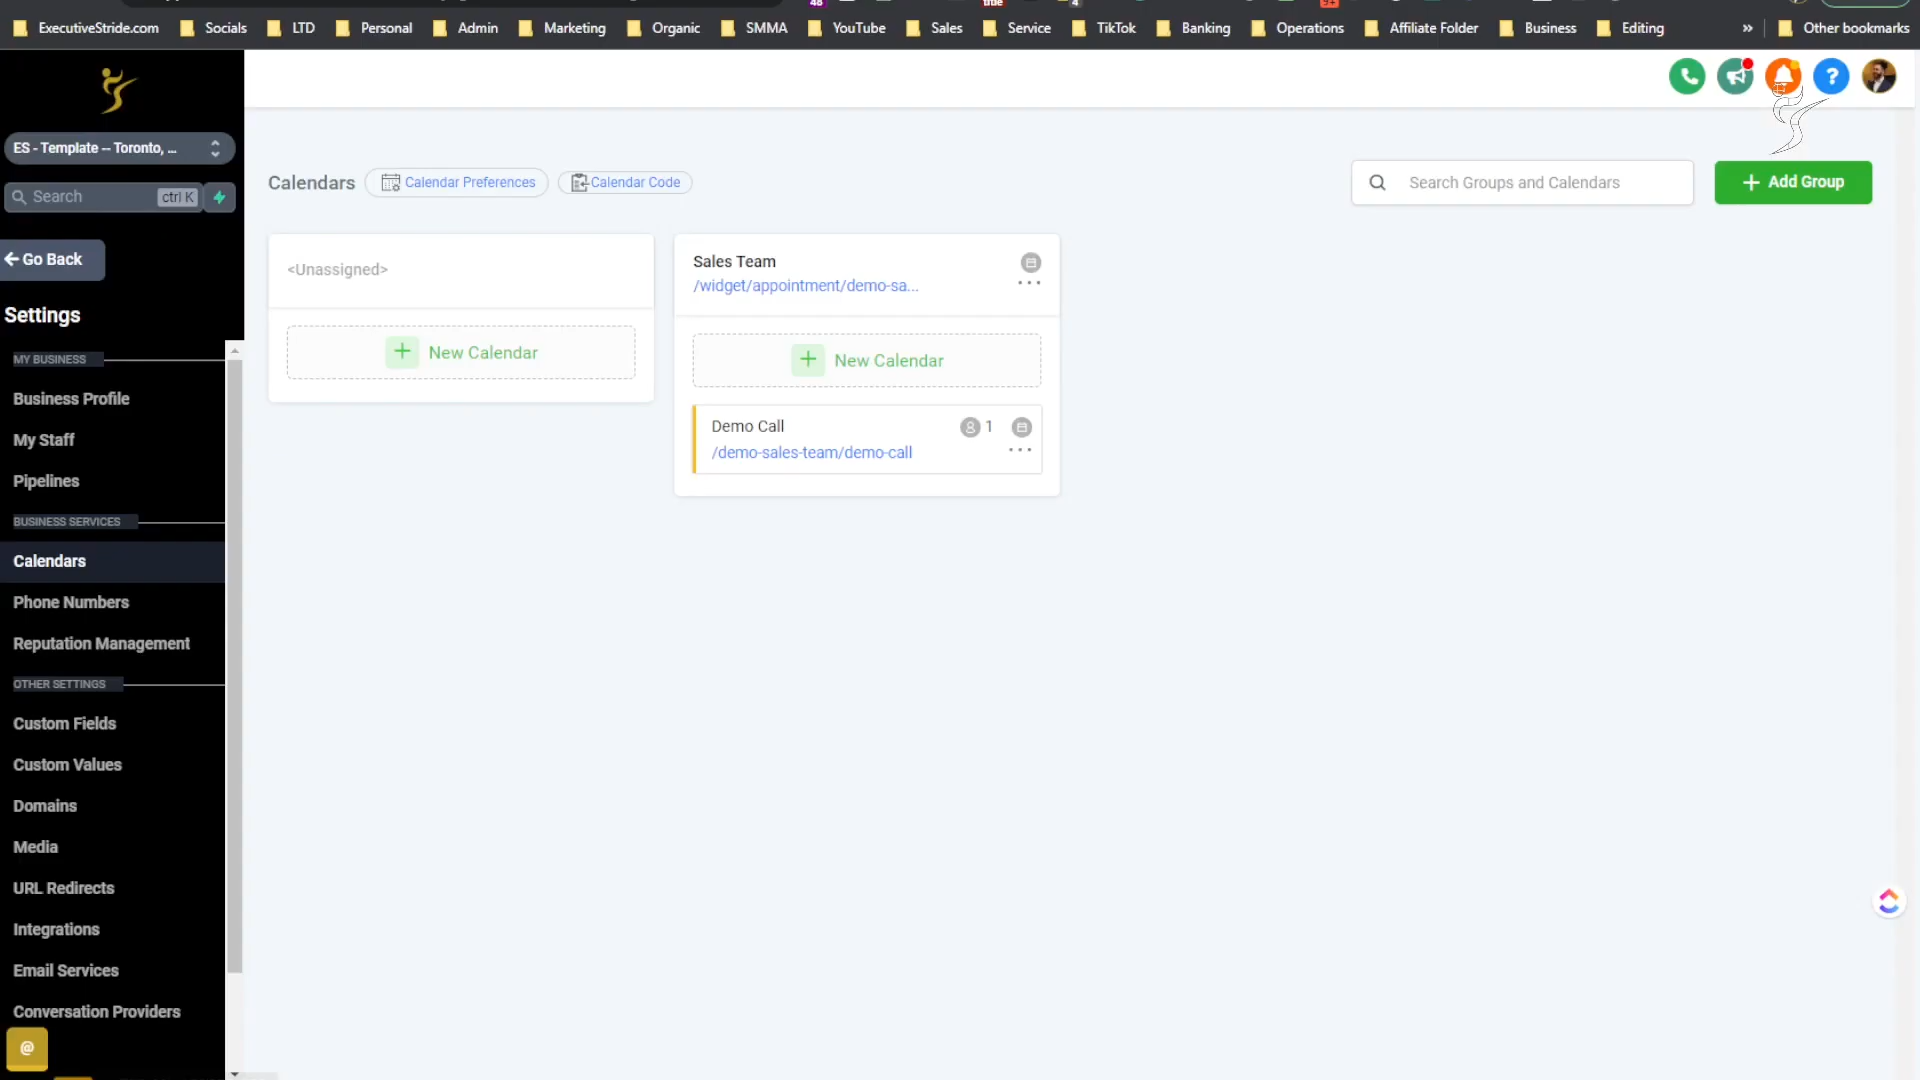 ExecutiveStride.com Socials LTD Personal Admin Marketing Organic SMMA YouTube Sales Service TikTok Banking Operations Affiliate Folder Business Editing » Other bookmarks
ES - Template -- Toronto, ...
Search ctrl K
Go Back
Settings
MY BUSINESS
Business Profile
My Staff
Pipelines
BUSINESS SERVICES
Calendars
Phone Numbers
Reputation Management
OTHER SETTINGS
Custom Fields
Custom Values
Domains
Media
URL Redirects
Integrations
Email Services
Conversation Providers
@
?
Calendars Calendar Preferences Calendar Code
Search Groups and Calendars
+ Add Group
<Unassigned>
+ New Calendar
Sales Team
/widget/appointment/demo-sa...
+ New Calendar
Demo Call 1
/demo-sales-team/demo-call